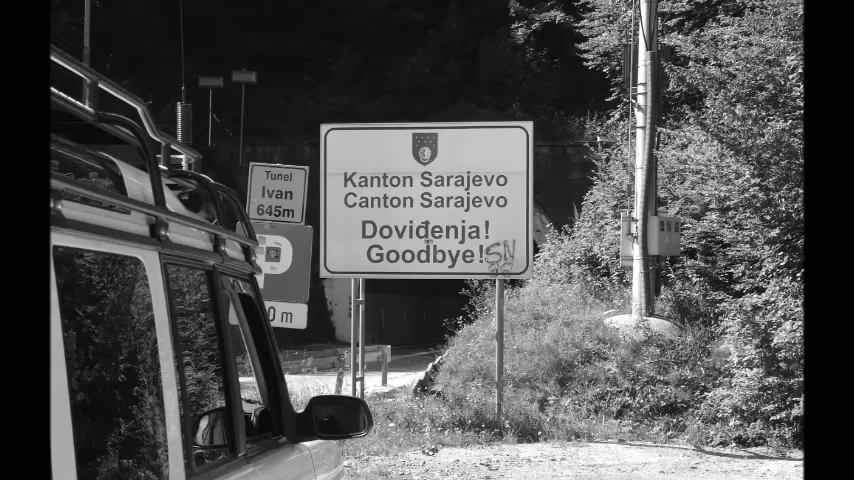 Tunel
Ivan
645m
Kanton Sarajevo
Canton Sarajevo
Doviđenja!
Goodbye!
SN
0 m